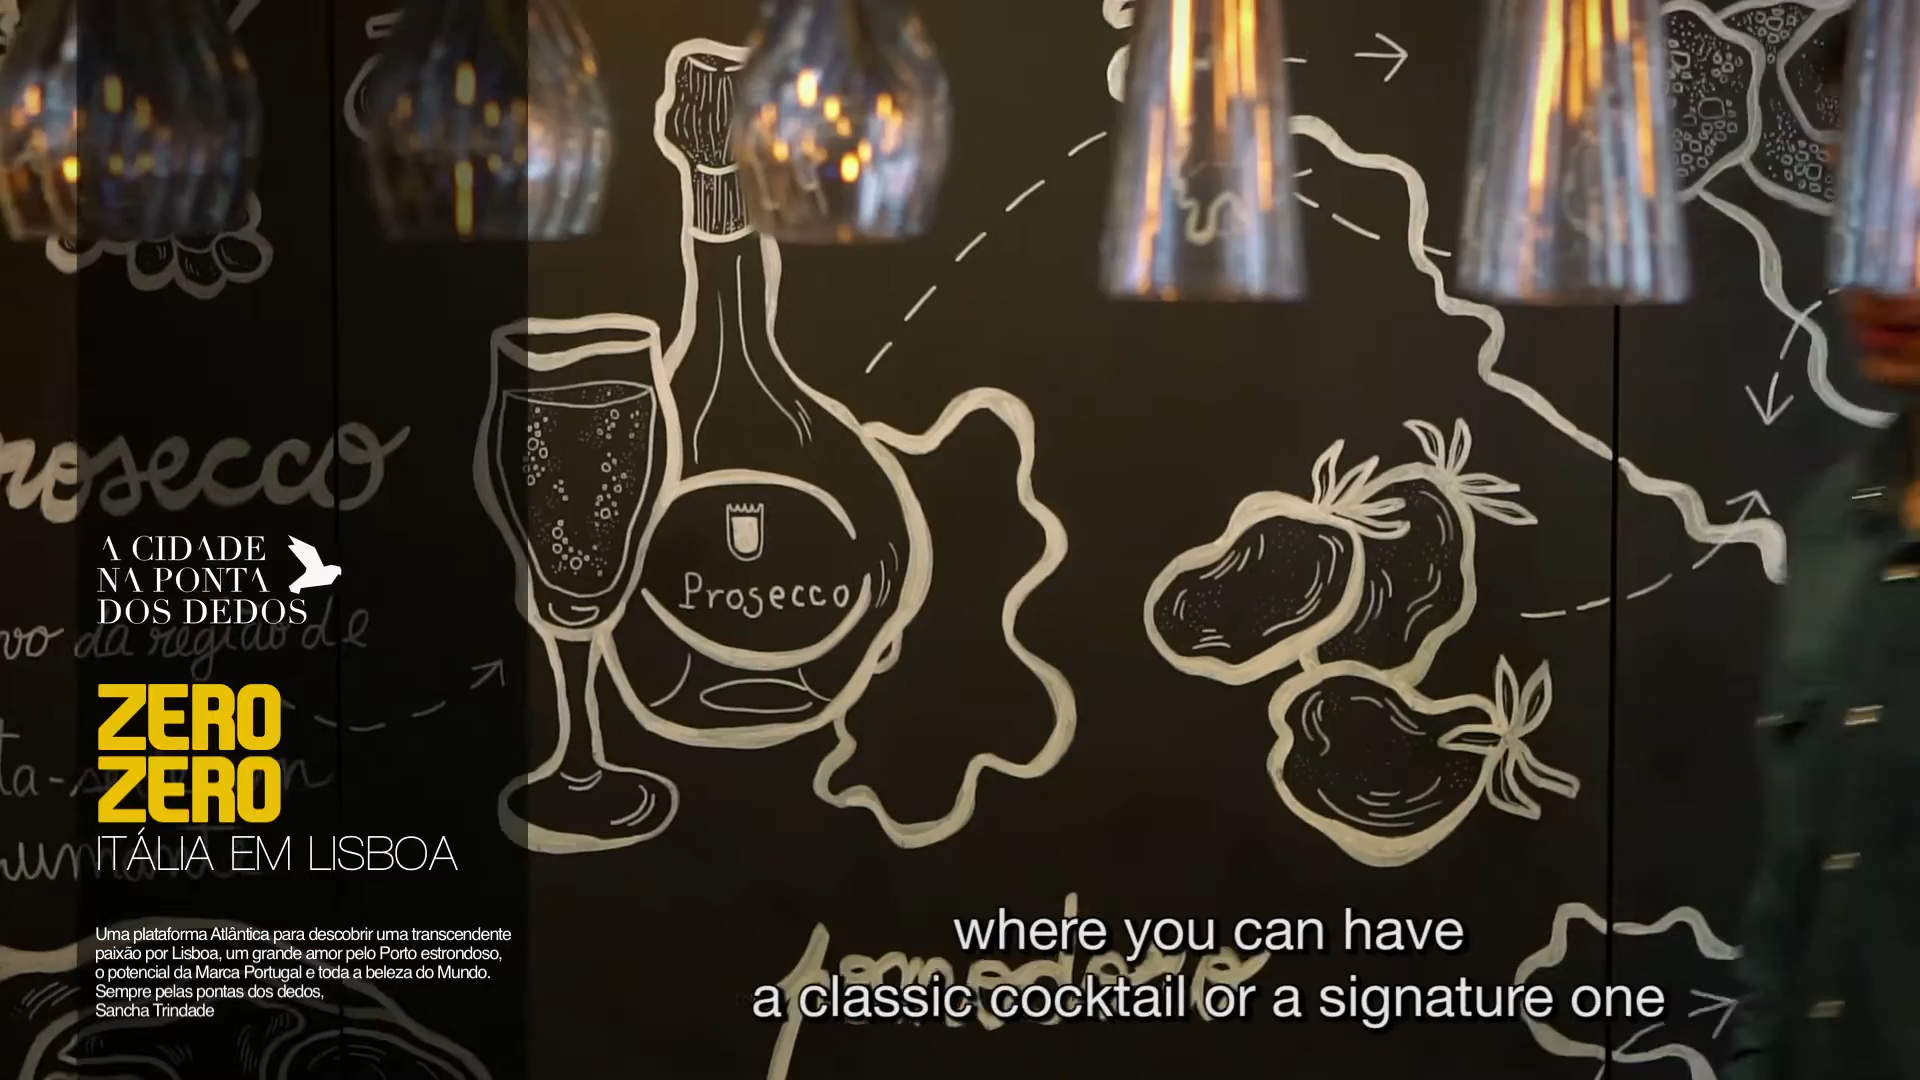 Prosecco
A CIDADE
NA PONTA
DOS DEDOS
da região de
ZERO
ZERO
ITÁLIA EM LISBOA
Uma plataforma Atlântica para descobrir uma transcendente
paixão por Lisboa, um grande amor pelo Porto estrondoso,
o potencial da Marca Portugal e toda a beleza do Mundo.
Sempre pelas pontas dos dedos,
Sancha Trindade
where you can have
a classic cocktail or a signature one